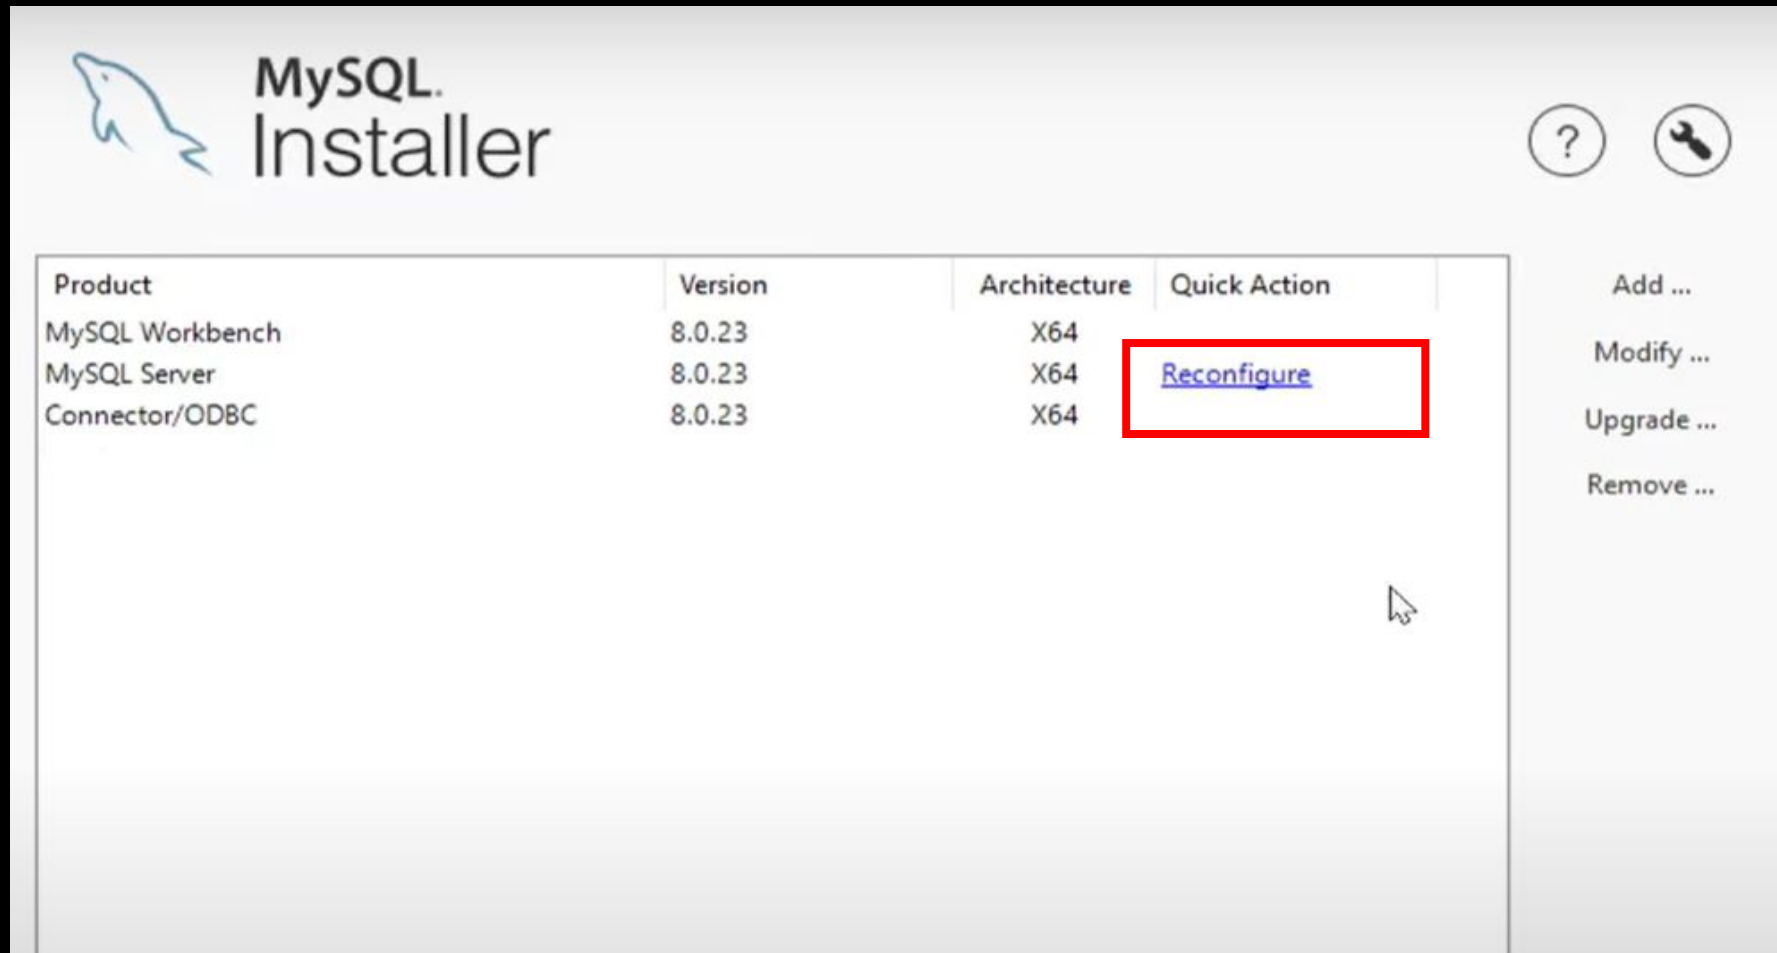 MySQL.
Installer
?
Product Version Architecture Quick Action
MySQL Workbench 8.0.23 X64
MySQL Server 8.0.23 X64 Reconfigure
Connector/ODBC 8.0.23 X64
Add ...
Modify ...
Upgrade ...
Remove ...